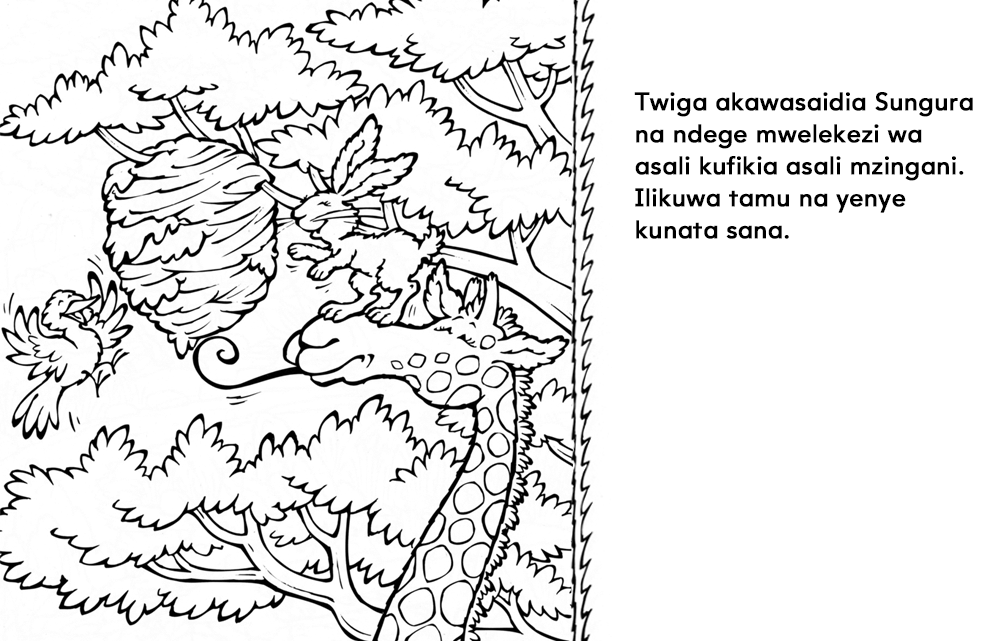 Twiga akawasaidia Sungura
na ndege mwelekezi wa
asali kufikia asali mzingani.
Ilikuwa tamu na yenye
kunata sana.